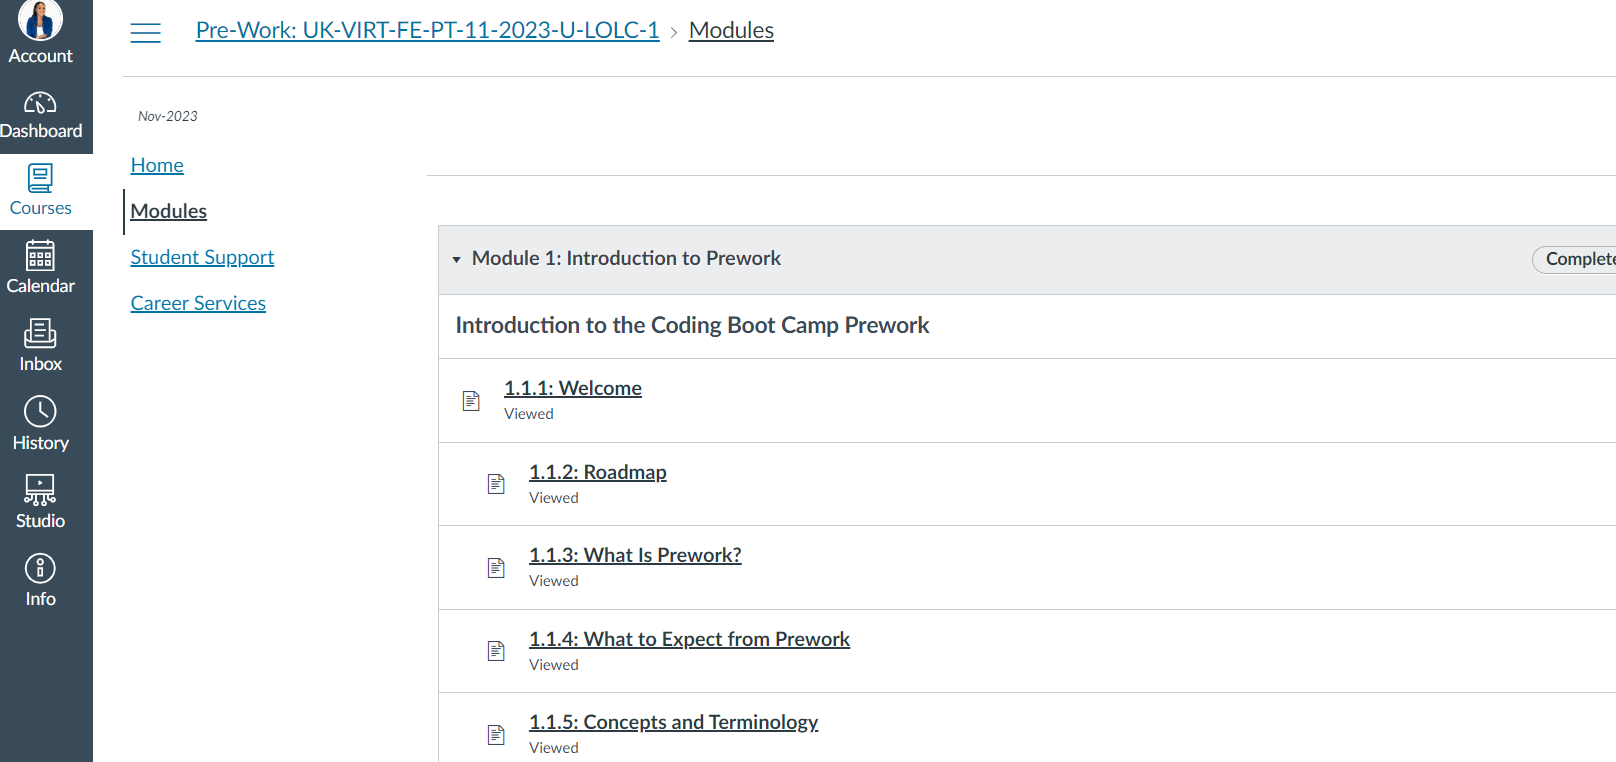 Account
Dashboard
Courses
Calendar
Inbox
History
Studio
Info
Pre-Work: UK-VIRT-FE-PT-11-2023-U-LOLC-1 › Modules
Nov-2023
Home
Modules
Student Support
Career Services
Module 1: Introduction to Prework
Complete
Introduction to the Coding Boot Camp Prework
1.1.1: Welcome
Viewed
1.1.2: Roadmap
Viewed
1.1.3: What Is Prework?
Viewed
1.1.4: What to Expect from Prework
Viewed
1.1.5: Concepts and Terminology
Viewed